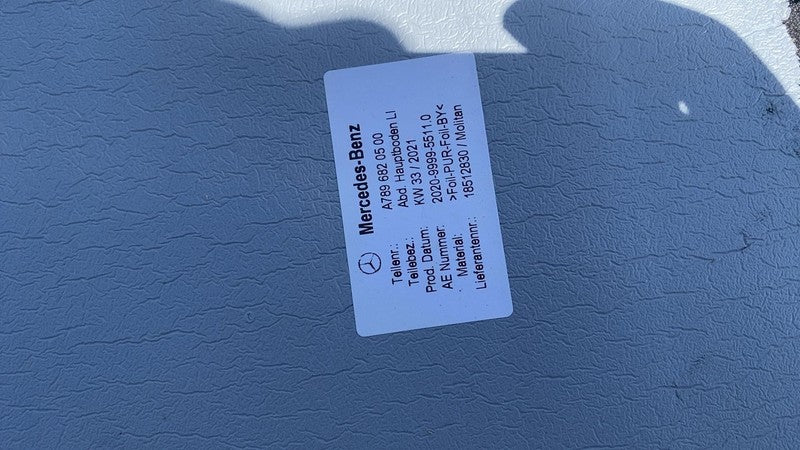 Mercedes-Benz
Teilenr.: A789 682 05 00
Teilebez.: Abd. Hauptboden LI
Prod. Datum: KW 33 / 2021
AE Nummer: 2020-9999-5511.0
Material: >Foil-PUR-Foil-BY<
Lieferantennr.: 18512830 / Molitan